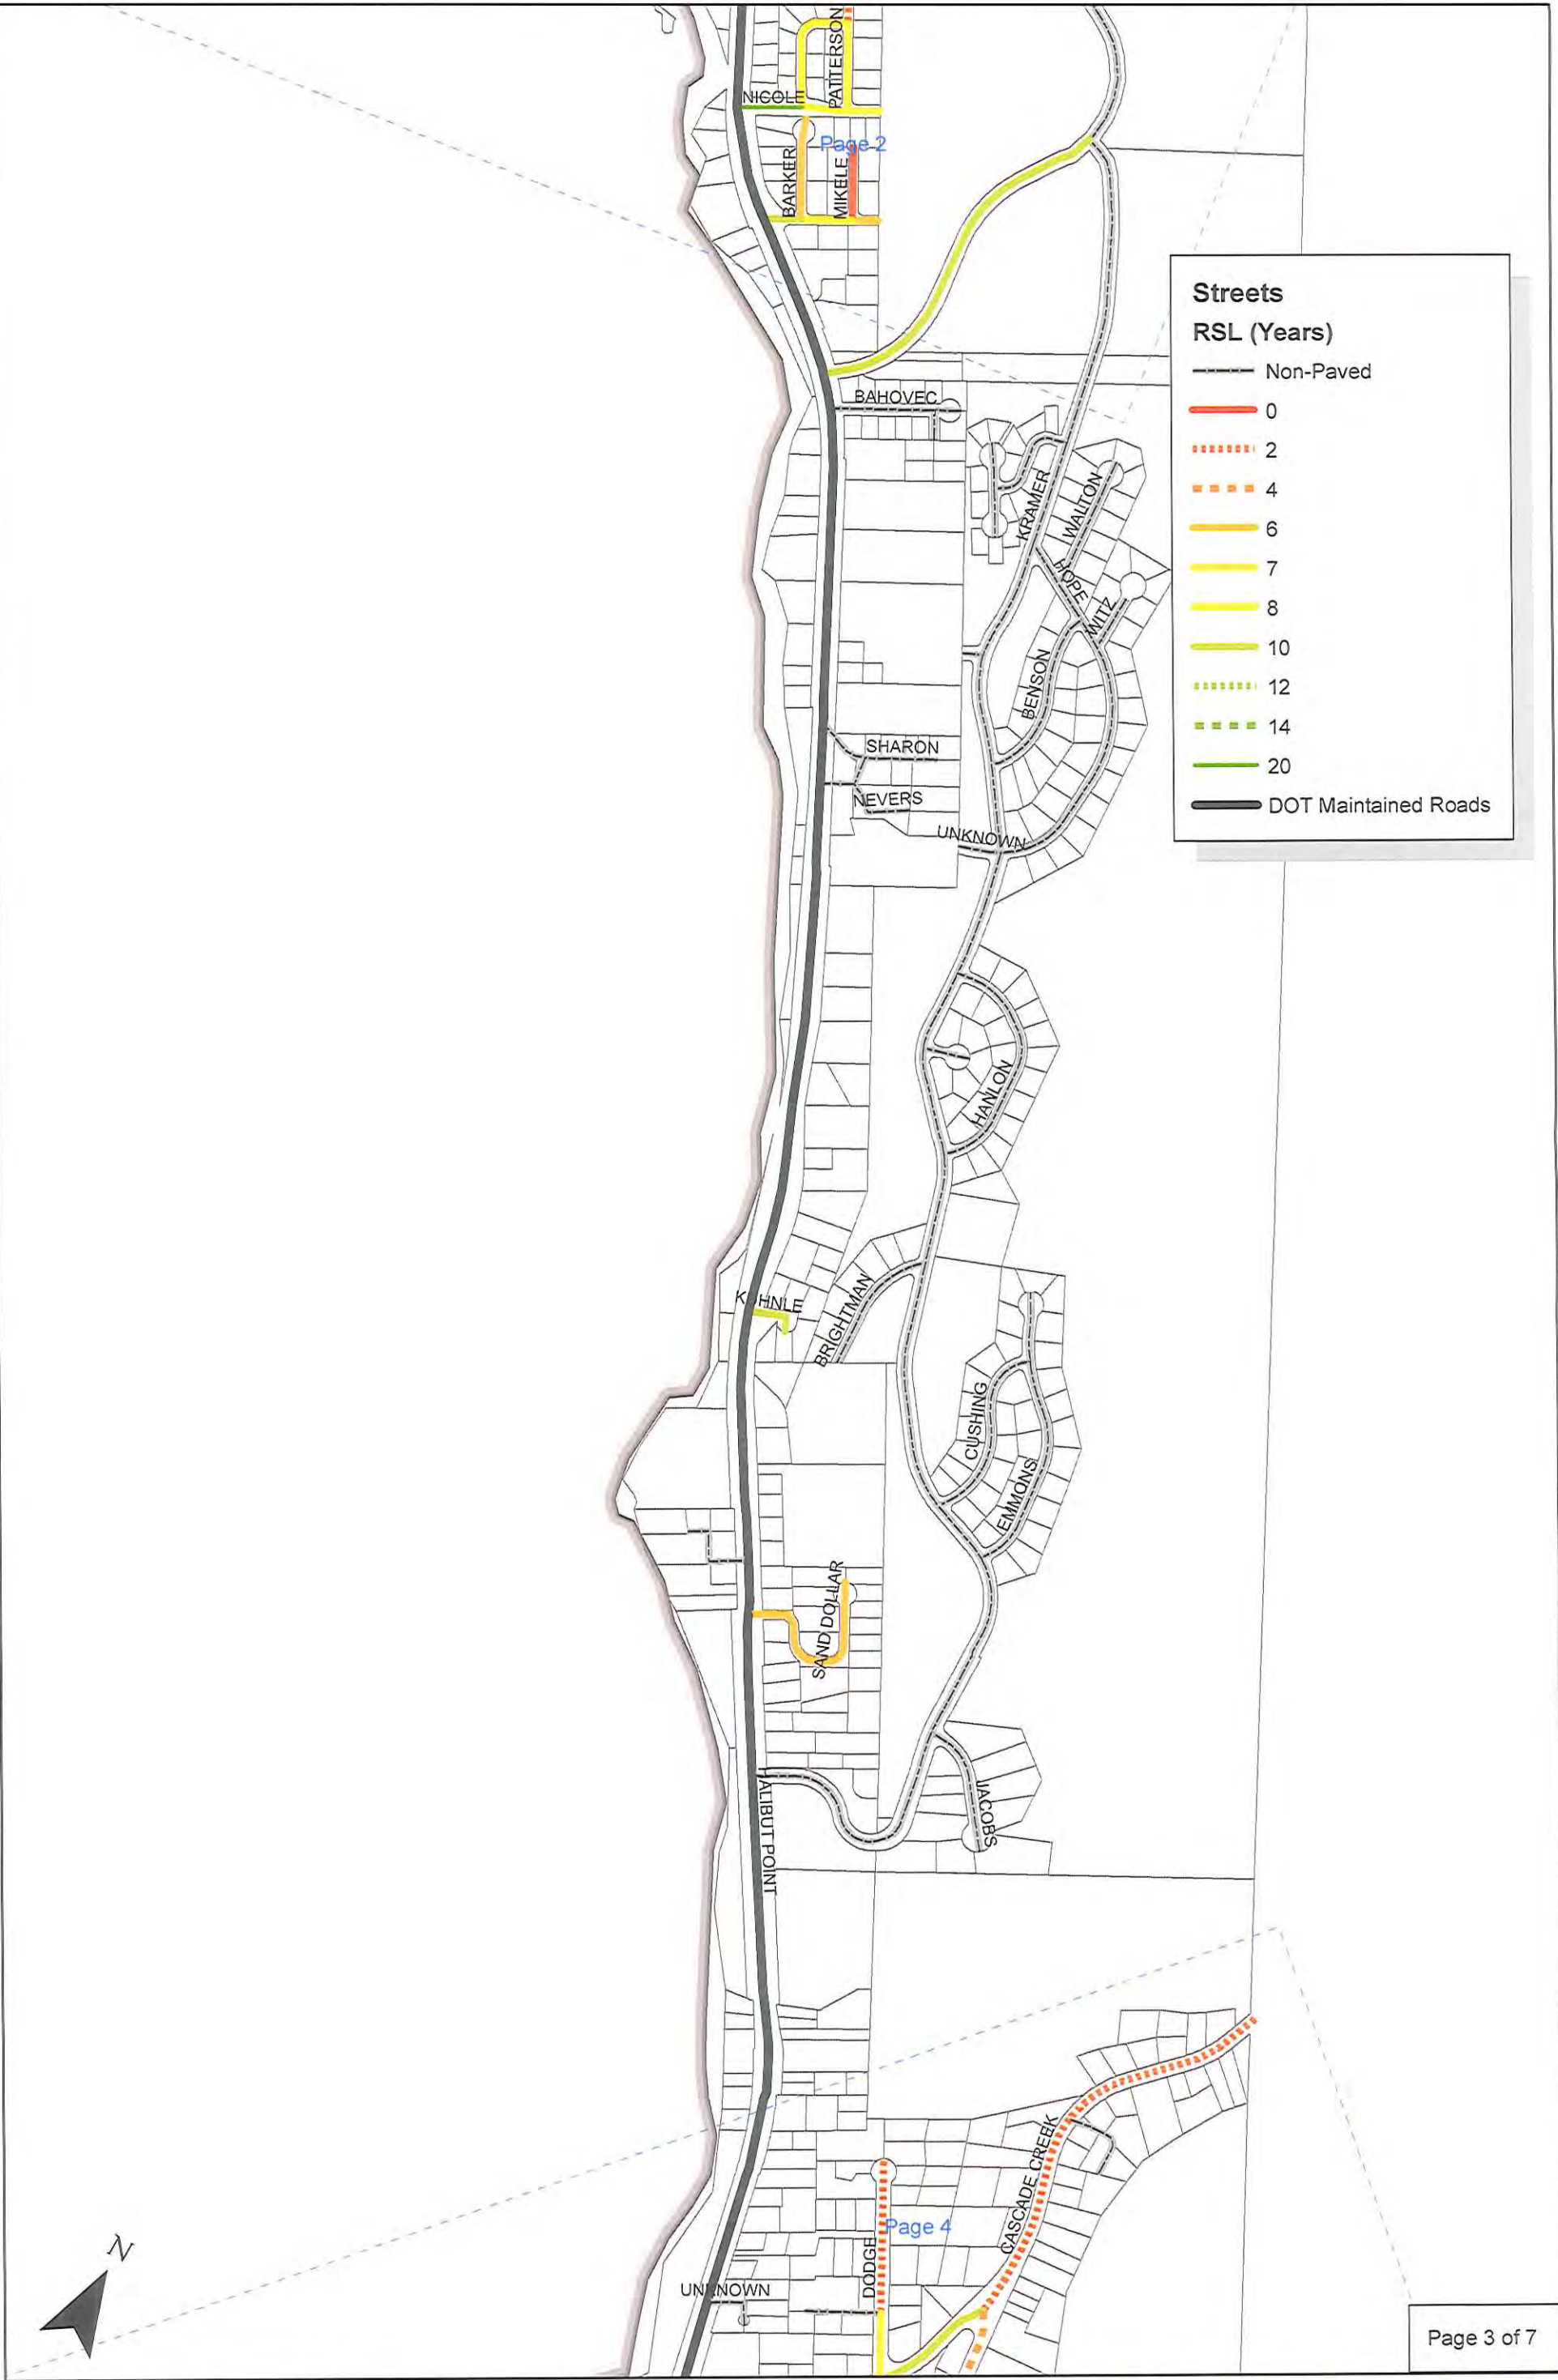 PATTERSON
NICOLE
Page 2
BARKER
MIKELE
Streets
RSL (Years)
Non-Paved
0
2
4
6
7
8
10
12
14
20
DOT Maintained Roads
BAHOVEC
KRAMER
WALTON
HOPE
WITZ
BENSON
SHARON
NEVERS
UNKNOWN
HANLON
KUHNLE
BRIGHTMAN
CUSHING
EMMONS
SAND DOLLAR
JACOBS
HALIBUT POINT
CASCADE CREEK
Page 4
DODGE
UNKNOWN
N
Page 3 of 7